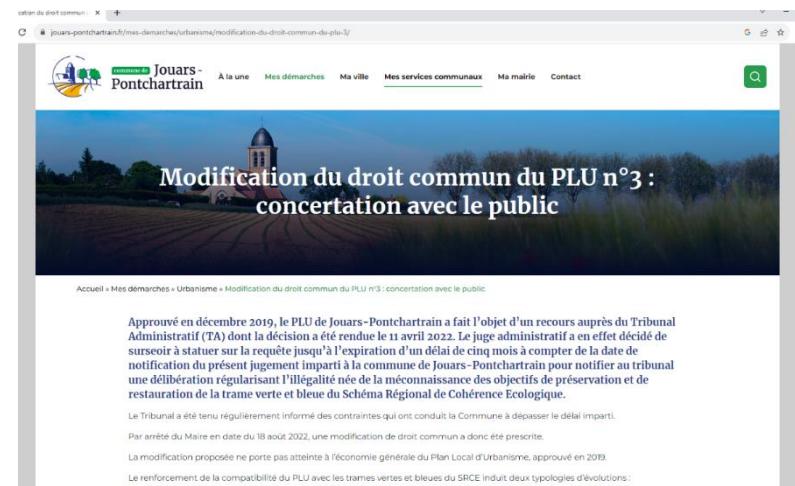 cation du droit commun
jouars-pontchartrain.fr/mes-demarches/urbanisme/modification-du-droit-commun-du-plu-3/
commune de Jouars-
Pontchartrain
À la une Mes démarches Ma ville Mes services communaux Ma mairie Contact
Modification du droit commun du PLU n°3 :
concertation avec le public
Accueil » Mes démarches » Urbanisme » Modification du droit commun du PLU n°3 : concertation avec le public
Approuvé en décembre 2019, le PLU de Jouars-Pontchartrain a fait l’objet d’un recours auprès du Tribunal
Administratif (TA) dont la décision a été rendue le 11 avril 2022. Le juge administratif a en effet décidé de
surseoir à statuer sur la requête jusqu’à l’expiration d’un délai de cinq mois à compter de la date de
notification du présent jugement imparti à la commune de Jouars-Pontchartrain pour notifier au tribunal
une délibération régularisant l’illégalité née de la méconnaissance des objectifs de préservation et de
restauration de la trame verte et bleue du Schéma Régional de Cohérence Ecologique.
Le Tribunal a été tenu régulièrement informé des contraintes qui ont conduit la Commune à dépasser le délai imparti.
Par arrêté du Maire en date du 18 août 2022, une modification de droit commun a donc été prescrite.
La modification proposée ne porte pas atteinte à l’économie générale du Plan Local d’Urbanisme, approuvé en 2019.
Le renforcement de la compatibilité du PLU avec les trames vertes et bleues du SRCE induit deux typologies d’évolutions :